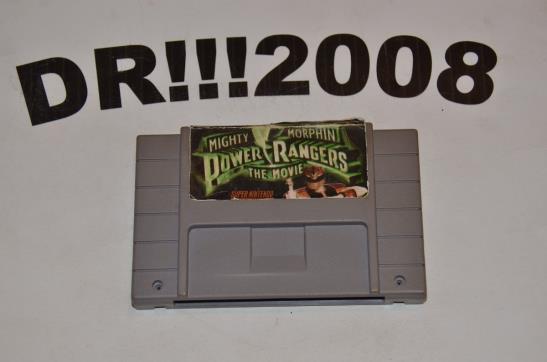 DR!!!2008
MIGHTY MORPHIN
POWER RANGERS
THE MOVIE
SUPER NINTENDO